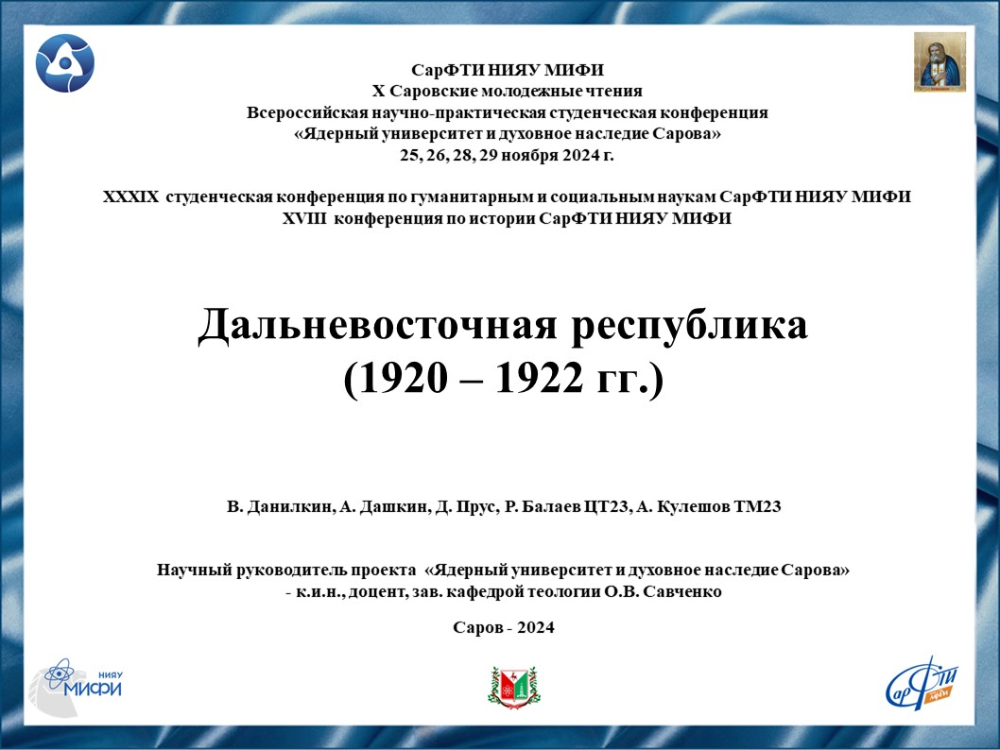 СарФТИ НИЯУ МИФИ
X Саровские молодежные чтения
Всероссийская научно-практическая студенческая конференция
«Ядерный университет и духовное наследие Сарова»
25, 26, 28, 29 ноября 2024 г.
XXXIX студенческая конференция по гуманитарным и социальным наукам СарФТИ НИЯУ МИФИ
XVIII конференция по истории СарФТИ НИЯУ МИФИ
Дальневосточная республика
(1920 – 1922 гг.)
В. Данилкин, А. Дашкин, Д. Прус, Р. Балаев ЦТ23, А. Кулешов ТМ23
Научный руководитель проекта «Ядерный университет и духовное наследие Сарова»
- к.и.н., доцент, зав. кафедрой теологии О.В. Савченко
Саров - 2024
НИЯУ
МИФИ
СарФТИ
МИФИ